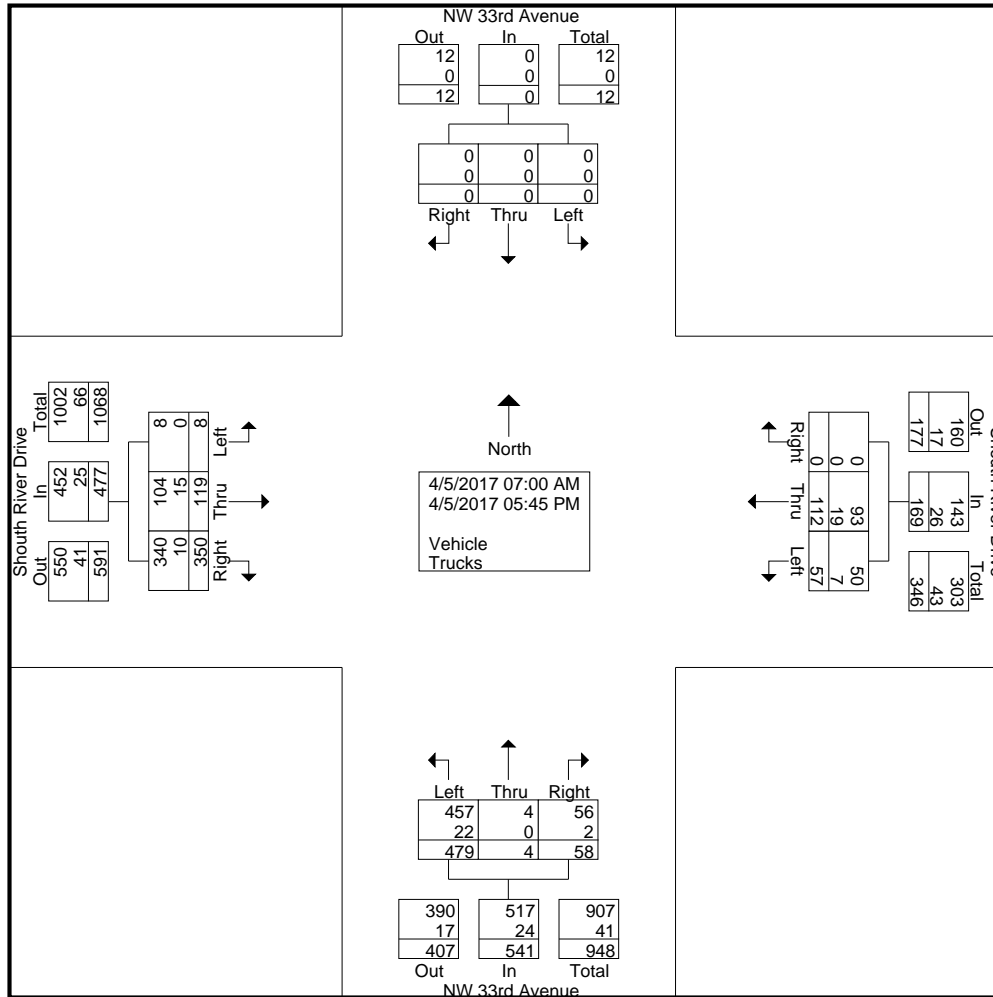 NW 33rd Avenue
Out In Total
12 0 12
0 0 0
12 0 12
0 0 0
0 0 0
0 0 0
Right Thru Left
Shouth River Drive
Total In Out
1002 452 550
66 25 41
1068 477 591
8 104 340
0 15 10
8 119 350
Left Thru Right
North
4/5/2017 07:00 AM
4/5/2017 05:45 PM
Vehicle
Trucks
Right Thru Left
0 112 57
0 19 7
0 93 50
Out In Total
160 143 303
17 26 43
177 169 346
River Drive
Left Thru Right
457 4 56
22 0 2
479 4 58
390 517 907
17 24 41
407 541 948
Out In Total
NW 33rd Avenue